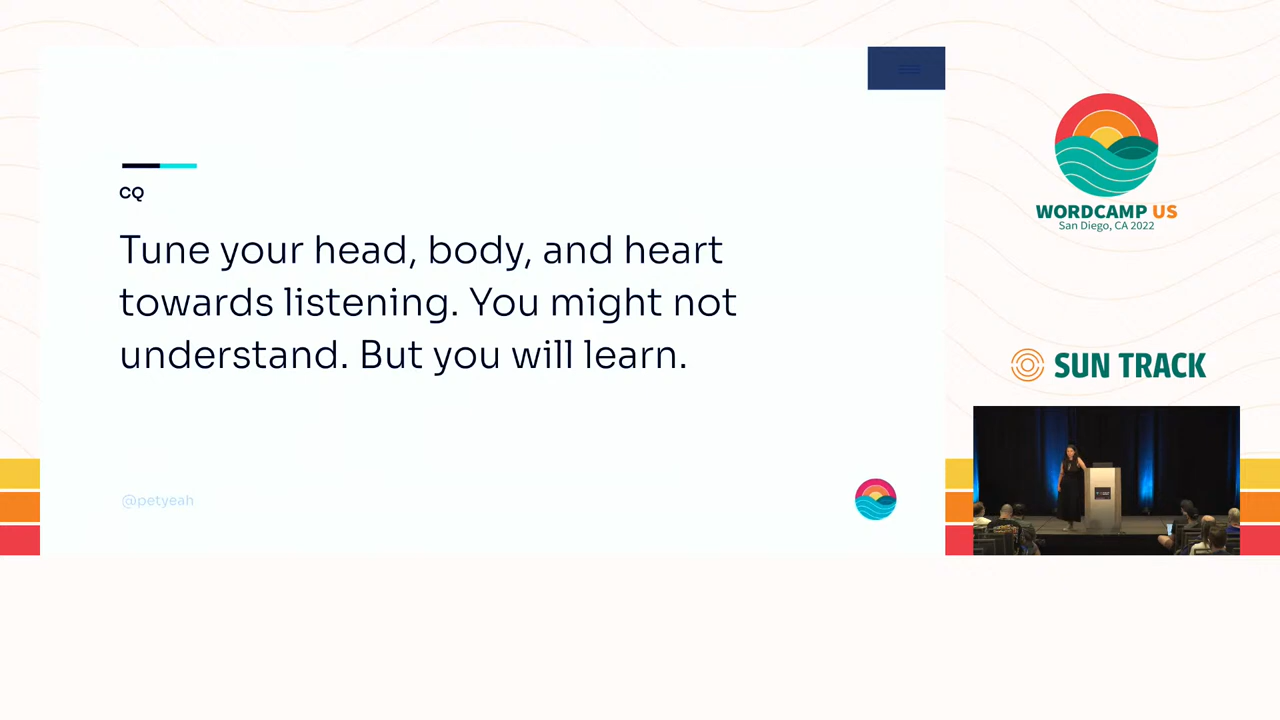 CQ
Tune your head, body, and heart
towards listening. You might not
understand. But you will learn.
@petyeah
WORDCAMP US
San Diego, CA 2022
SUN TRACK